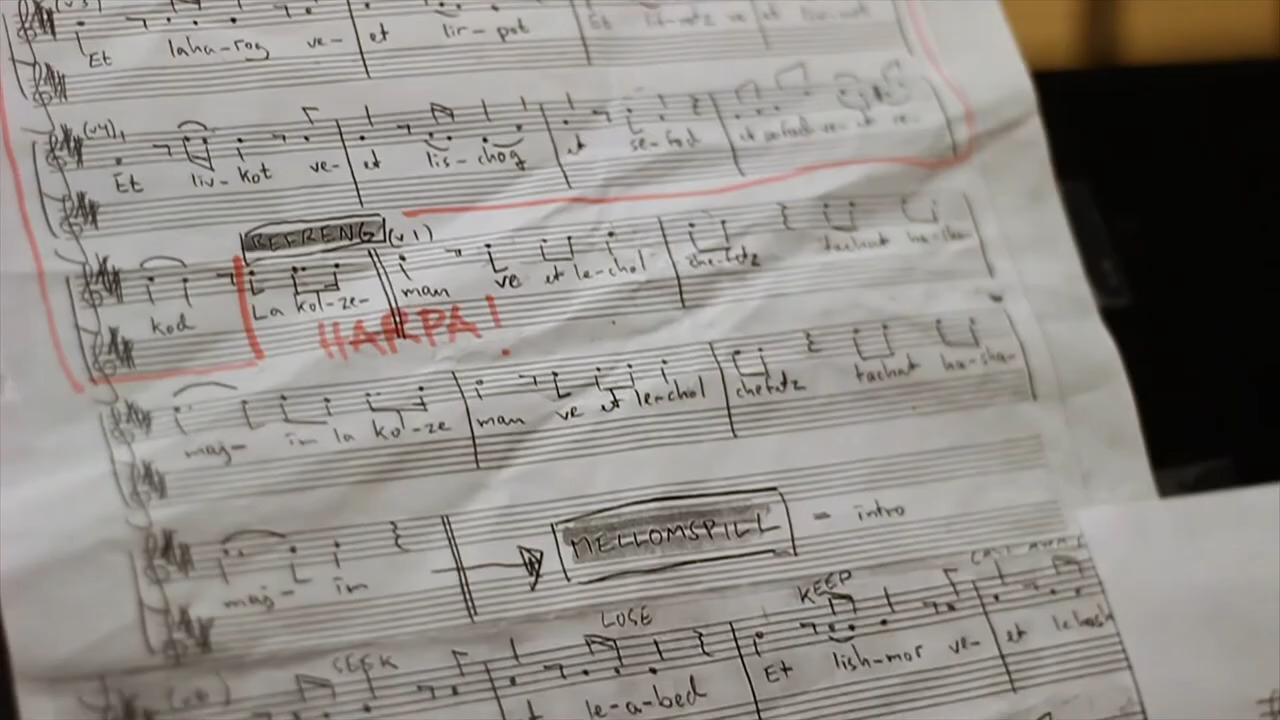 Et laha-rog ve- et lir-pot
(v4)
Et liv-kot ve- et lis-chog et se-fod
REFRENG (v1)
kod La kol-ze- man ve et le-chol che-fetz tachat ha-sha-
HARPA!
maj- im la kol-ze man ve et le-chol chefetz tachat ha-sha-
maj- im
MELLOMSPILL = intro
SEEK LOSE KEEP
le-a-bed Et lish-mor ve- et